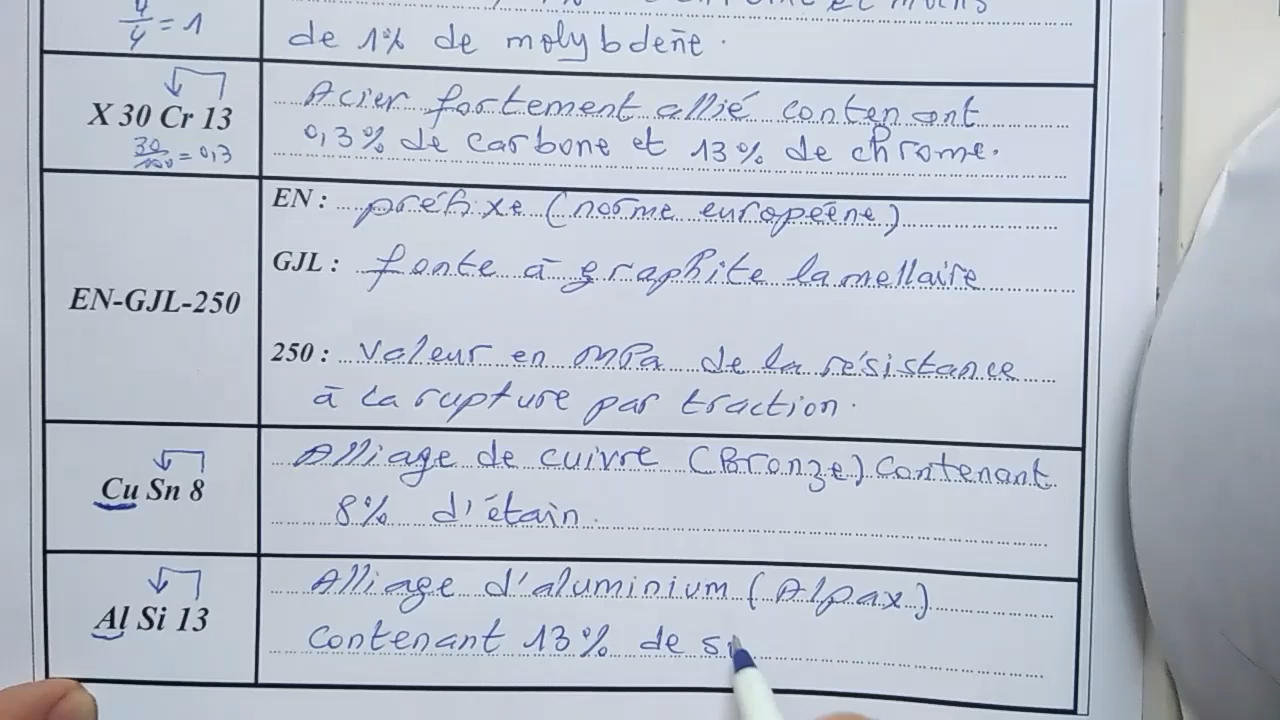 4/4 = 1
de 1% de molybdeñe.
X 30 Cr 13
30/100 = 0,3
Acier fortement allié contenant
0,3% de carbone et 13% de chrome.
EN-GJL-250
EN : préfixe (norme européene)
GJL : fonte à graphite lamellaire
250 : Valeur en MPa de la résistance
à la rupture par traction.
Cu Sn 8
Alliage de cuivre (Bronze) contenant
8% d'étain.
Al Si 13
Alliage d'aluminium (Alpax)
contenant 13% de si